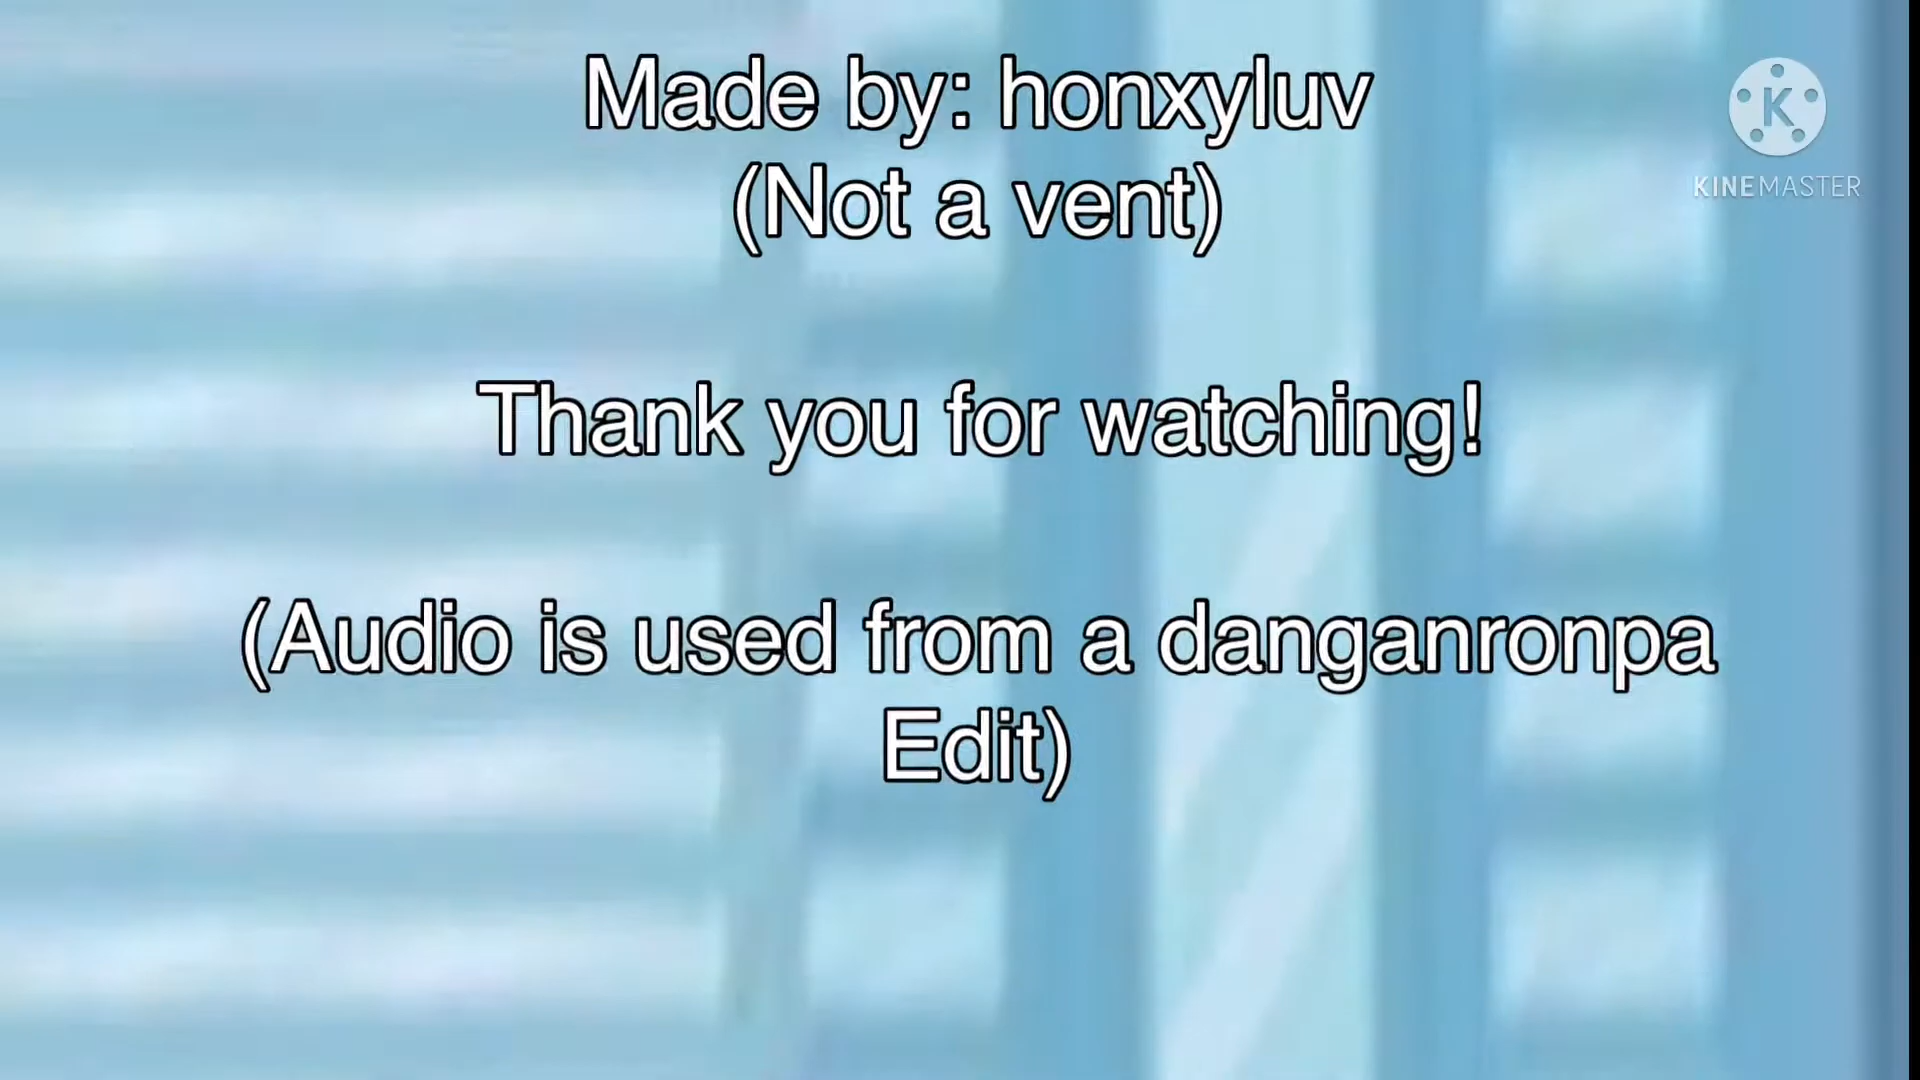 Made by: honxyluv
(Not a vent)
Thank you for watching!
(Audio is used from a danganronpa
Edit)
K
KINEMASTER